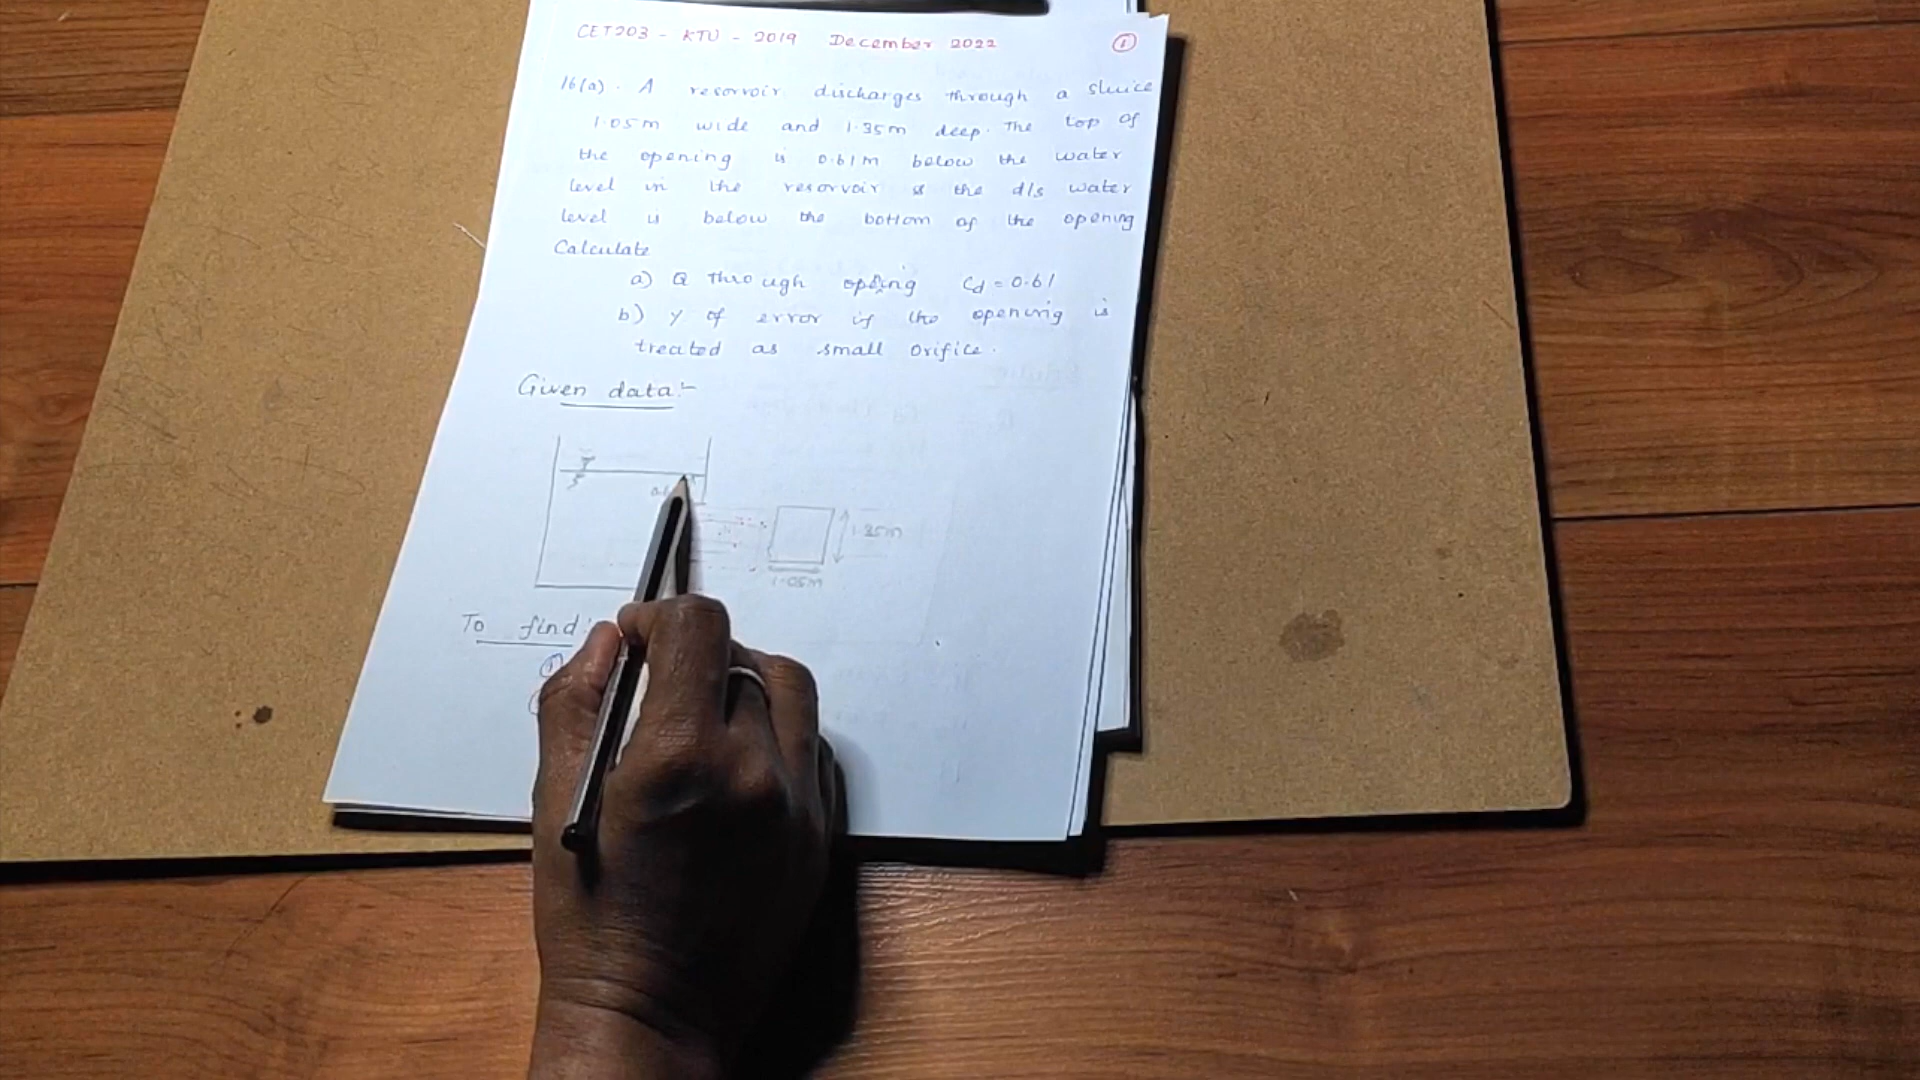 CET203 - KTU - 2019 December 2022
1
16(a). A resorvoir discharges through a sluice
1.05m wide and 1.35m deep. The top of
the opening is 0.61m below the water
level in the resorvoir & the d/s water
level is below the bottom of the opening
Calculate
a) Q through opening Cd = 0.61
b) % of error if the opening is
treated as small orifice.
Given data:-
1.35m
1.05m
To find: